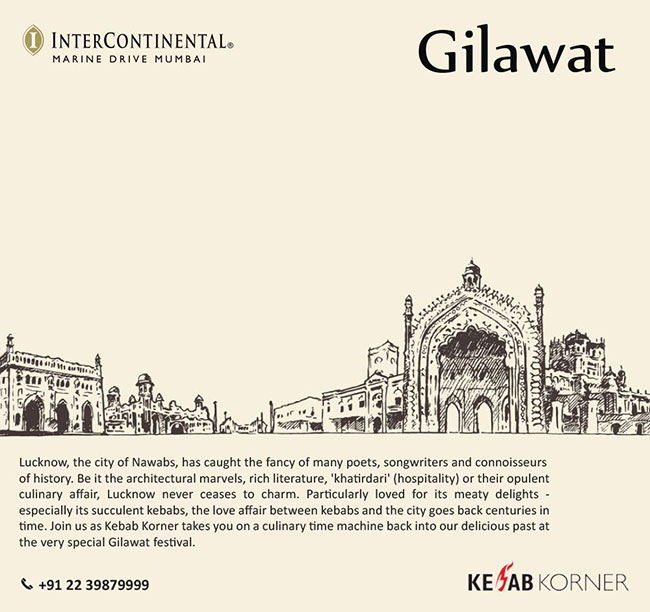 INTERCONTINENTAL®
MARINE DRIVE MUMBAI
Gilawat
Lucknow, the city of Nawabs, has caught the fancy of many poets, songwriters and connoisseurs
of history. Be it the architectural marvels, rich literature, 'khatirdari' (hospitality) or their opulent
culinary affair, Lucknow never ceases to charm. Particularly loved for its meaty delights -
especially its succulent kebabs, the love affair between kebabs and the city goes back centuries in
time. Join us as Kebab Korner takes you on a culinary time machine back into our delicious past at
the very special Gilawat festival.
+91 22 39879999
KEBAB KORNER